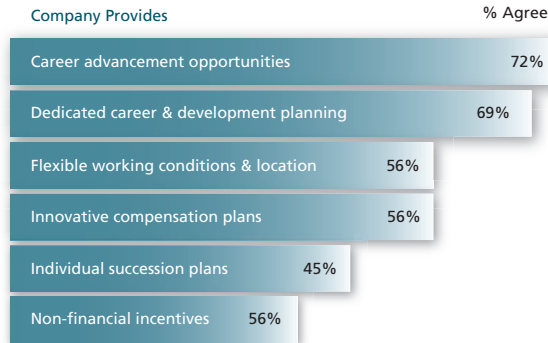 Company Provides % Agree
Career advancement opportunities 72%
Dedicated career & development planning 69%
Flexible working conditions & location 56%
Innovative compensation plans 56%
Individual succession plans 45%
Non-financial incentives 56%